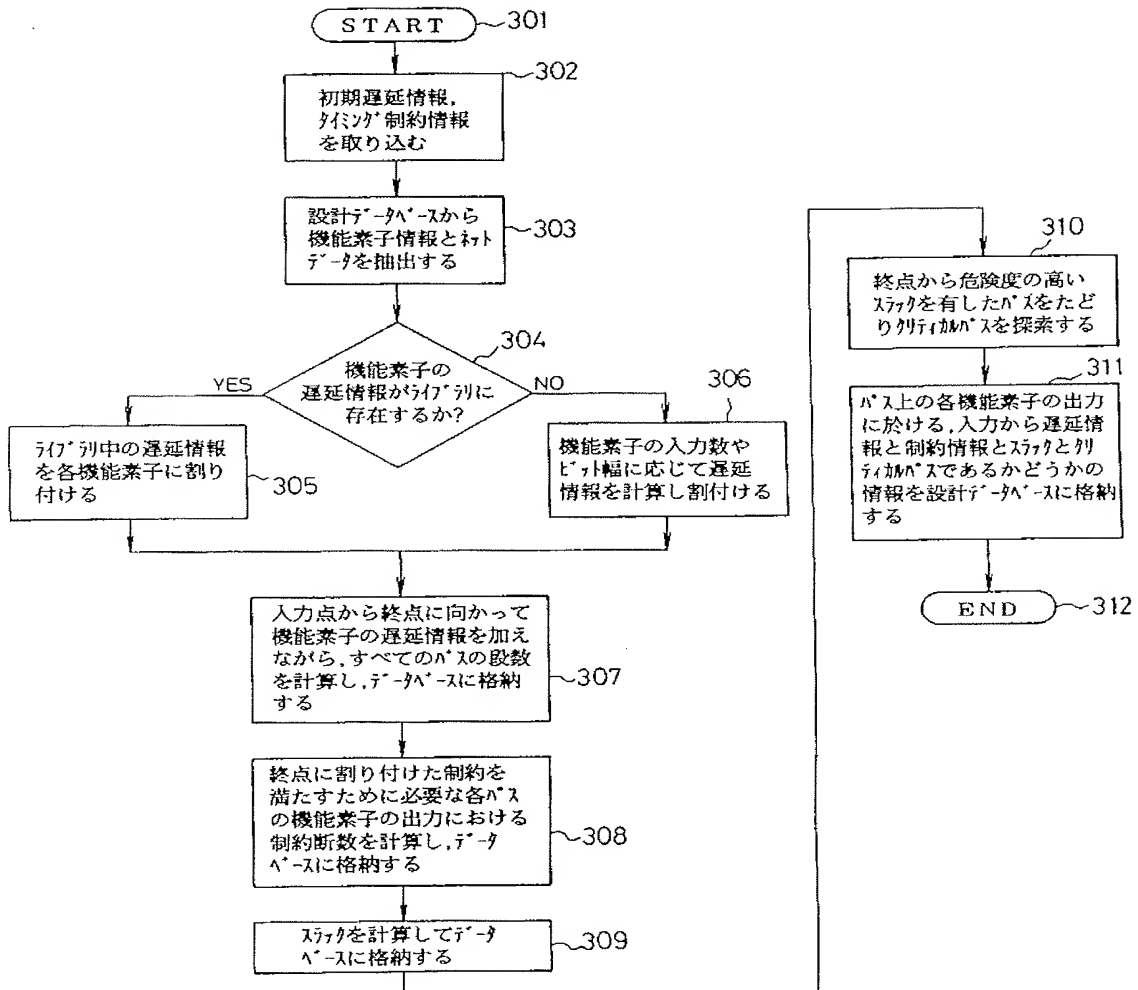 START
301
302
初期遅延情報,
ﾀｲﾐﾝｸﾞ制約情報
を取り込む
303
設計ﾃﾞｰﾀﾍﾞｰｽから
機能素子情報とﾈｯﾄ
ﾃﾞｰﾀを抽出する
304
機能素子の
遅延情報がﾗｲﾌﾞﾗﾘに
存在するか?
YES
NO
305
ﾗｲﾌﾞﾗﾘ中の遅延情報
を各機能素子に割り
付ける
306
機能素子の入力数や
ﾋﾞｯﾄ幅に応じて遅延
情報を計算し割付ける
入力点から終点に向かって
機能素子の遅延情報を加え
ながら,すべてのﾊﾟｽの段数
を計算し,ﾃﾞｰﾀﾍﾞｰｽに格納
する
307
終点に割り付けた制約を
満たすために必要な各ﾊﾟｽ
の機能素子の出力における
制約断数を計算し,ﾃﾞｰﾀ
ﾍﾞｰｽに格納する
308
ｽﾗｯｸを計算してﾃﾞｰﾀ
ﾍﾞｰｽに格納する
309
310
終点から危険度の高い
ｽﾗｯｸを有したﾊﾟｽﾞをたど
りｸﾘﾃｨｶﾙﾊﾟｽを探索する
311
ﾊﾟｽ上の各機能素子の出力
に於ける,入力から遅延情
報と制約情報とｽﾗｯｸとｸﾘ
ﾃｨｶﾙﾊﾟｽであるかどうかの
情報を設計ﾃﾞｰﾀﾍﾞｰｽに格納
する
END
312